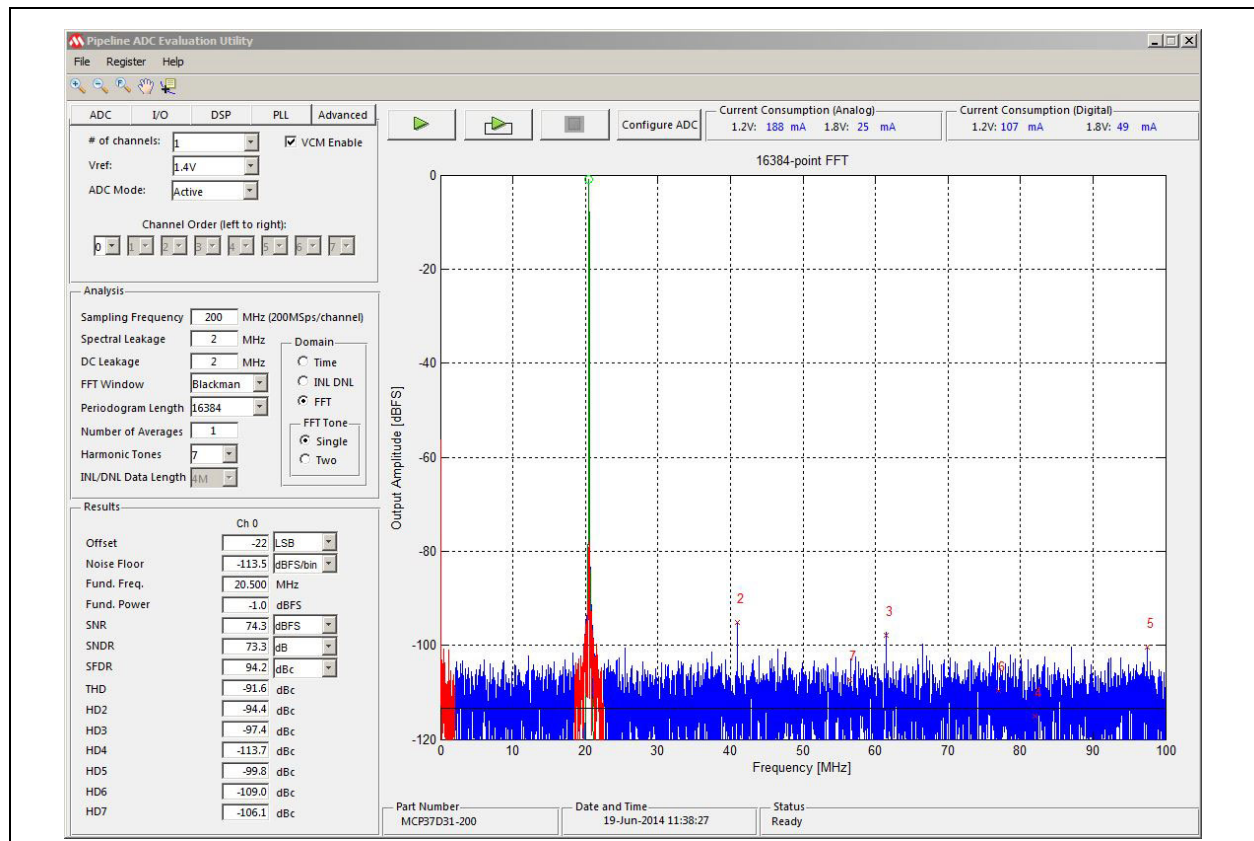 Pipeline ADC Evaluation Utility
File Register Help
ADC I/O DSP PLL Advanced
# of channels: 1 VCM Enable
Vref: 1.4V
ADC Mode: Active
Channel Order (left to right):
0 1 2 3 4 5 6 7
Configure ADC
Current Consumption (Analog)
1.2V: 188 mA 1.8V: 25 mA
Current Consumption (Digital)
1.2V: 107 mA 1.8V: 49 mA
Analysis
Sampling Frequency 200 MHz (200MSps/channel)
Spectral Leakage 2 MHz
DC Leakage 2 MHz
FFT Window Blackman
Periodogram Length 16384
Number of Averages 1
Harmonic Tones 7
INL/DNL Data Length 4M
Domain
Time
INL DNL
FFT
FFT Tone
Single
Two
Results
Ch 0
Offset -22 LSB
Noise Floor -113.5 dBFS/bin
Fund. Freq. 20.500 MHz
Fund. Power -1.0 dBFS
SNR 74.3 dBFS
SNDR 73.3 dB
SFDR 94.2 dBc
THD -91.6 dBc
HD2 -94.4 dBc
HD3 -97.4 dBc
HD4 -113.7 dBc
HD5 -99.8 dBc
HD6 -109.0 dBc
HD7 -106.1 dBc
16384-point FFT
Output Amplitude [dBFS]
0
-20
-40
-60
-80
-100
-120
2
3
5
7
6
4
0 10 20 30 40 50 60 70 80 90 100
Frequency [MHz]
Part Number
MCP37D31-200
Date and Time
19-Jun-2014 11:38:27
Status
Ready